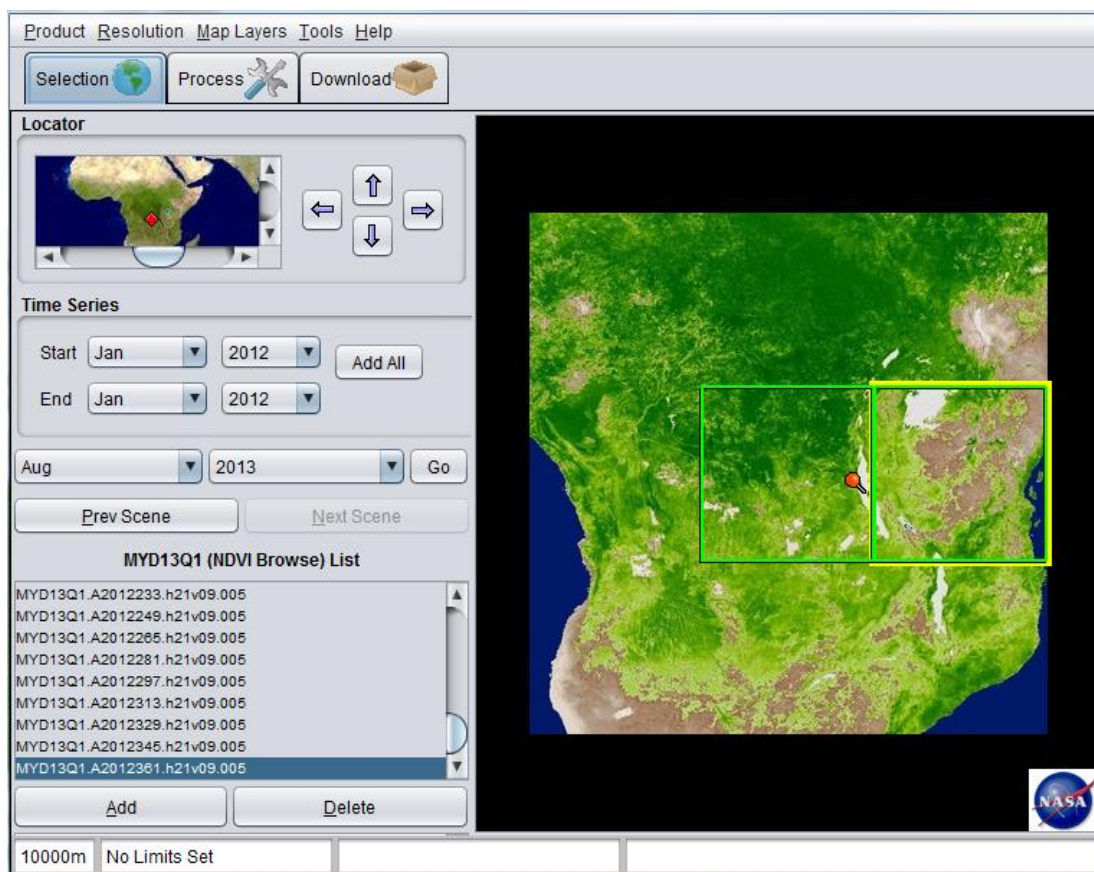 Product Resolution Map Layers Tools Help
Selection Process Download
Locator
Time Series
Start Jan 2012 Add All
End Jan 2012
Aug 2013 Go
Prev Scene Next Scene
MYD13Q1 (NDVI Browse) List
MYD13Q1.A2012233.h21v09.005
MYD13Q1.A2012249.h21v09.005
MYD13Q1.A2012265.h21v09.005
MYD13Q1.A2012281.h21v09.005
MYD13Q1.A2012297.h21v09.005
MYD13Q1.A2012313.h21v09.005
MYD13Q1.A2012329.h21v09.005
MYD13Q1.A2012345.h21v09.005
MYD13Q1.A2012361.h21v09.005
Add Delete
NASA
10000m No Limits Set